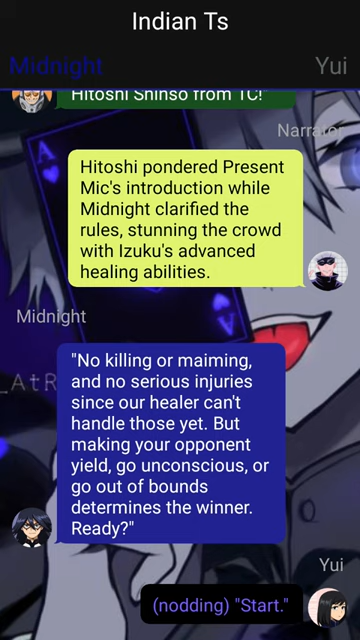 Indian Ts
Midnight
Yui
Hitoshi Shinso from 1C!"
Narrator
Hitoshi pondered Present
Mic's introduction while
Midnight clarified the
rules, stunning the crowd
with Izuku's advanced
healing abilities.
Midnight
"No killing or maiming,
and no serious injuries
since our healer can't
handle those yet. But
making your opponent
yield, go unconscious, or
go out of bounds
determines the winner.
Ready?"
_AtR
Yui
(nodding) "Start."
A
A